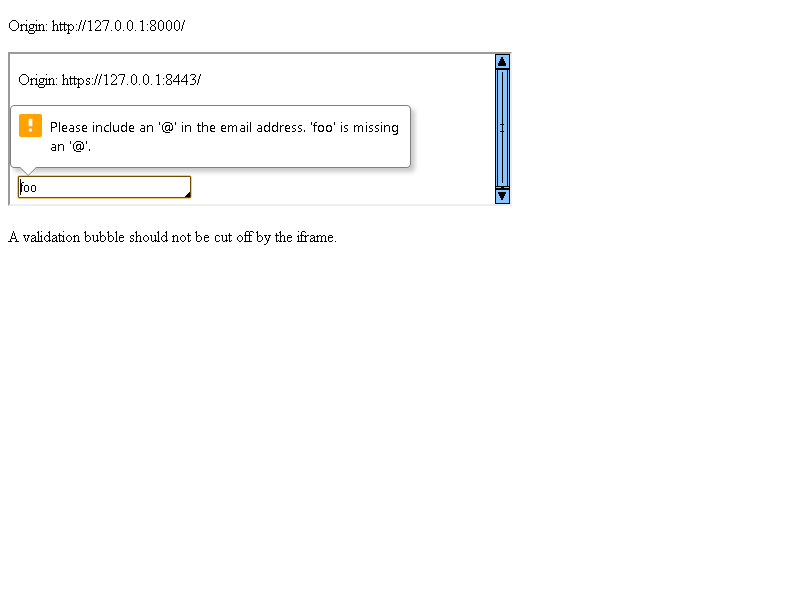 Origin: http://127.0.0.1:8000/
Origin: https://127.0.0.1:8443/
Please include an '@' in the email address. 'foo' is missing
an '@'.
foo
A validation bubble should not be cut off by the iframe.